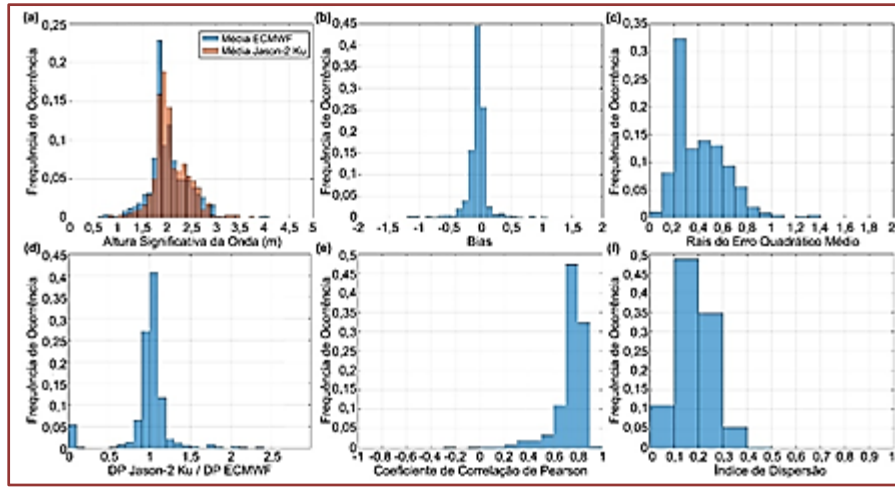 [a]
0,25
0,2
0,15
0,1
0,05
0
Frequência de Ocorrência
Média ECMWF
Média Jason-2 Ku
0 0,5 1 1,5 2 2,5 3 3,5 4 4,5 5
Altura Significativa da Onda (m)
(b)
0,45
0,4
0,35
0,3
0,25
0,2
0,15
0,1
0,05
0
Frequência de Ocorrência
-2 -1,5 -1 -0,5 0 0,5 1 1,5 2
Bias
(c)
0,35
0,3
0,25
0,2
0,15
0,1
0,05
0
Frequência de Ocorrência
0 0,2 0,4 0,6 0,8 1 1,2 1,4 1,6 1,8 2
Rais do Erro Quadrático Médio
(d)
0,45
0,4
0,35
0,3
0,25
0,2
0,15
0,1
0,05
0
Frequência de Ocorrência
0 0,5 1 1,5 2 2,5
DP Jason-2 Ku / DP ECMWF
(e)
0,5
0,45
0,4
0,35
0,3
0,25
0,2
0,15
0,1
0,05
0
Frequência de Ocorrência
-1 -0,8 -0,6 -0,4 -0,2 0 0,2 0,4 0,6 0,8 1
Coeficiente de Correlação de Pearson
(f)
0,5
0,45
0,4
0,35
0,3
0,25
0,2
0,15
0,1
0,05
0
Frequência de Ocorrência
0 0,1 0,2 0,3 0,4 0,5 0,6 0,7 0,8 0,9 1
Índice de Dispersão